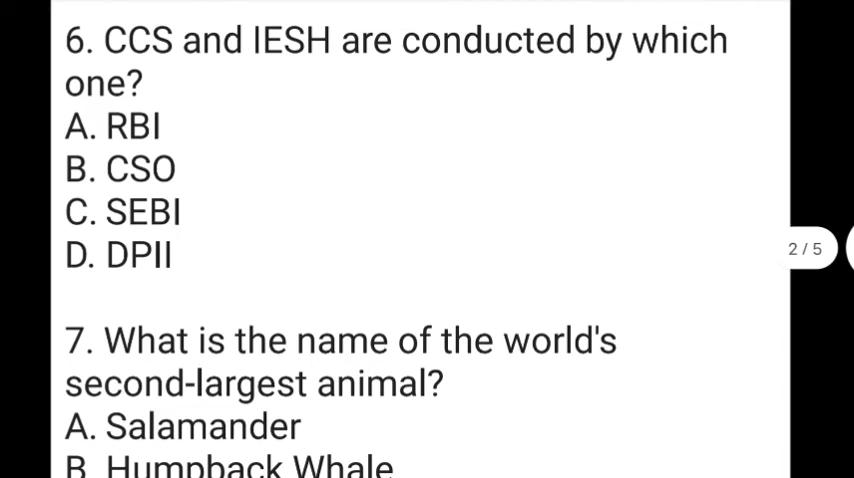 6. CCS and IESH are conducted by which
one?
A. RBI
B. CSO
C. SEBI
D. DPII
2 / 5
7. What is the name of the world's
second-largest animal?
A. Salamander
B. Humpback Whale